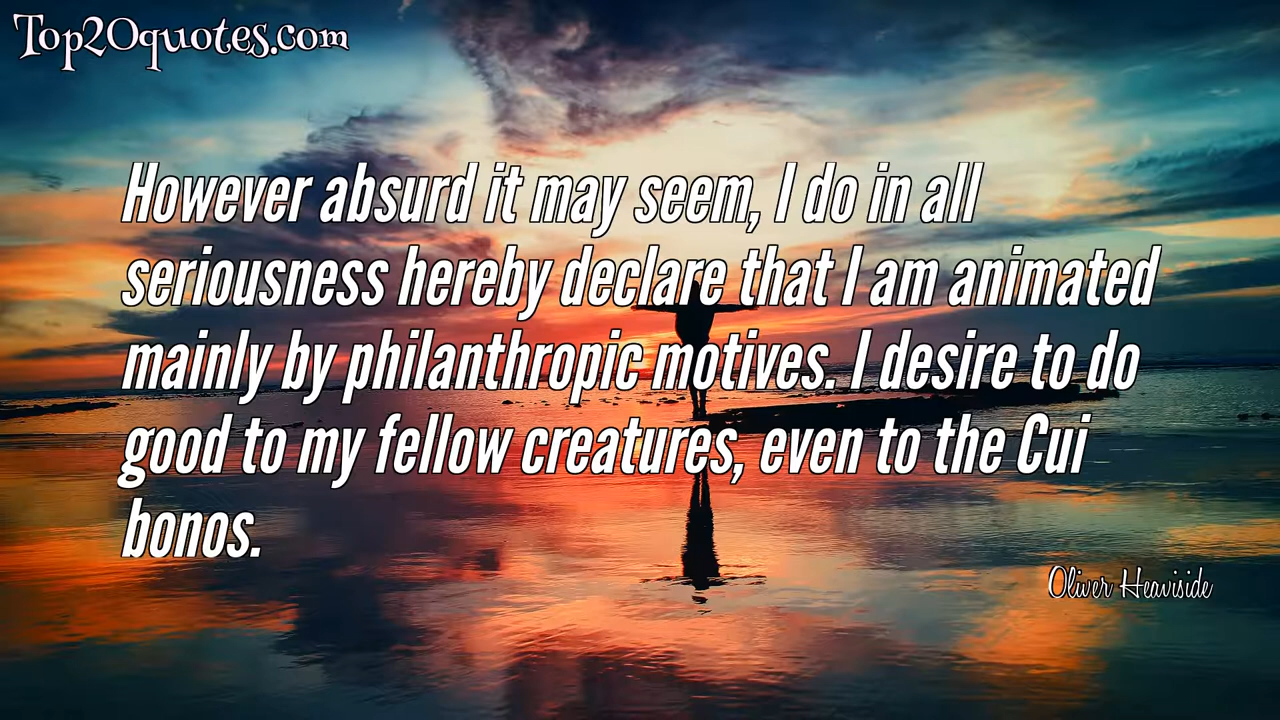 Top20quotes.com
However absurd it may seem, I do in all
seriousness hereby declare that I am animated
mainly by philanthropic motives. I desire to do
good to my fellow creatures, even to the Cui
bonos.
Oliver Heaviside